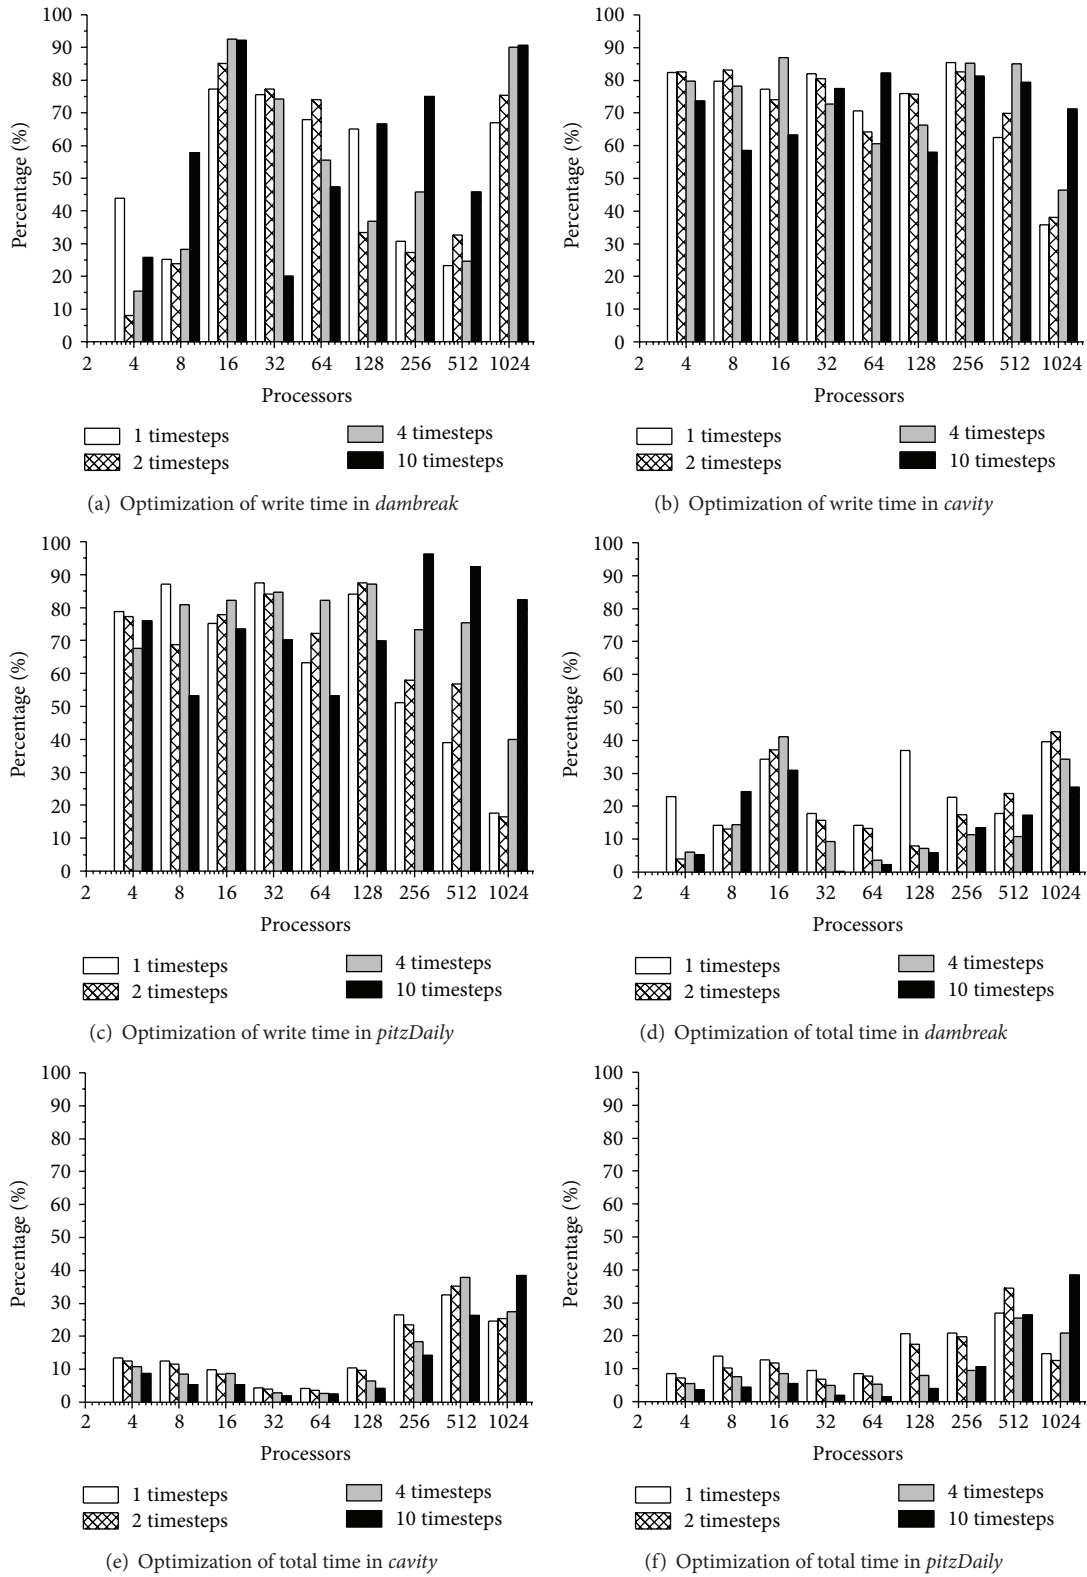 100
90
80
70
60
50
40
30
20
10
0
Percentage (%)
2 4 8 16 32 64 128 256 512 1024
Processors
1 timesteps
2 timesteps
4 timesteps
10 timesteps
(a) Optimization of write time in dambreak
100
90
80
70
60
50
40
30
20
10
0
Percentage (%)
2 4 8 16 32 64 128 256 512 1024
Processors
1 timesteps
2 timesteps
4 timesteps
10 timesteps
(b) Optimization of write time in cavity
100
90
80
70
60
50
40
30
20
10
0
Percentage (%)
2 4 8 16 32 64 128 256 512 1024
Processors
1 timesteps
2 timesteps
4 timesteps
10 timesteps
(c) Optimization of write time in pitzDaily
100
90
80
70
60
50
40
30
20
10
0
Percentage (%)
2 4 8 16 32 64 128 256 512 1024
Processors
1 timesteps
2 timesteps
4 timesteps
10 timesteps
(d) Optimization of total time in dambreak
100
90
80
70
60
50
40
30
20
10
0
Percentage (%)
2 4 8 16 32 64 128 256 512 1024
Processors
1 timesteps
2 timesteps
4 timesteps
10 timesteps
(e) Optimization of total time in cavity
100
90
80
70
60
50
40
30
20
10
0
Percentage (%)
2 4 8 16 32 64 128 256 512 1024
Processors
1 timesteps
2 timesteps
4 timesteps
10 timesteps
(f) Optimization of total time in pitzDaily